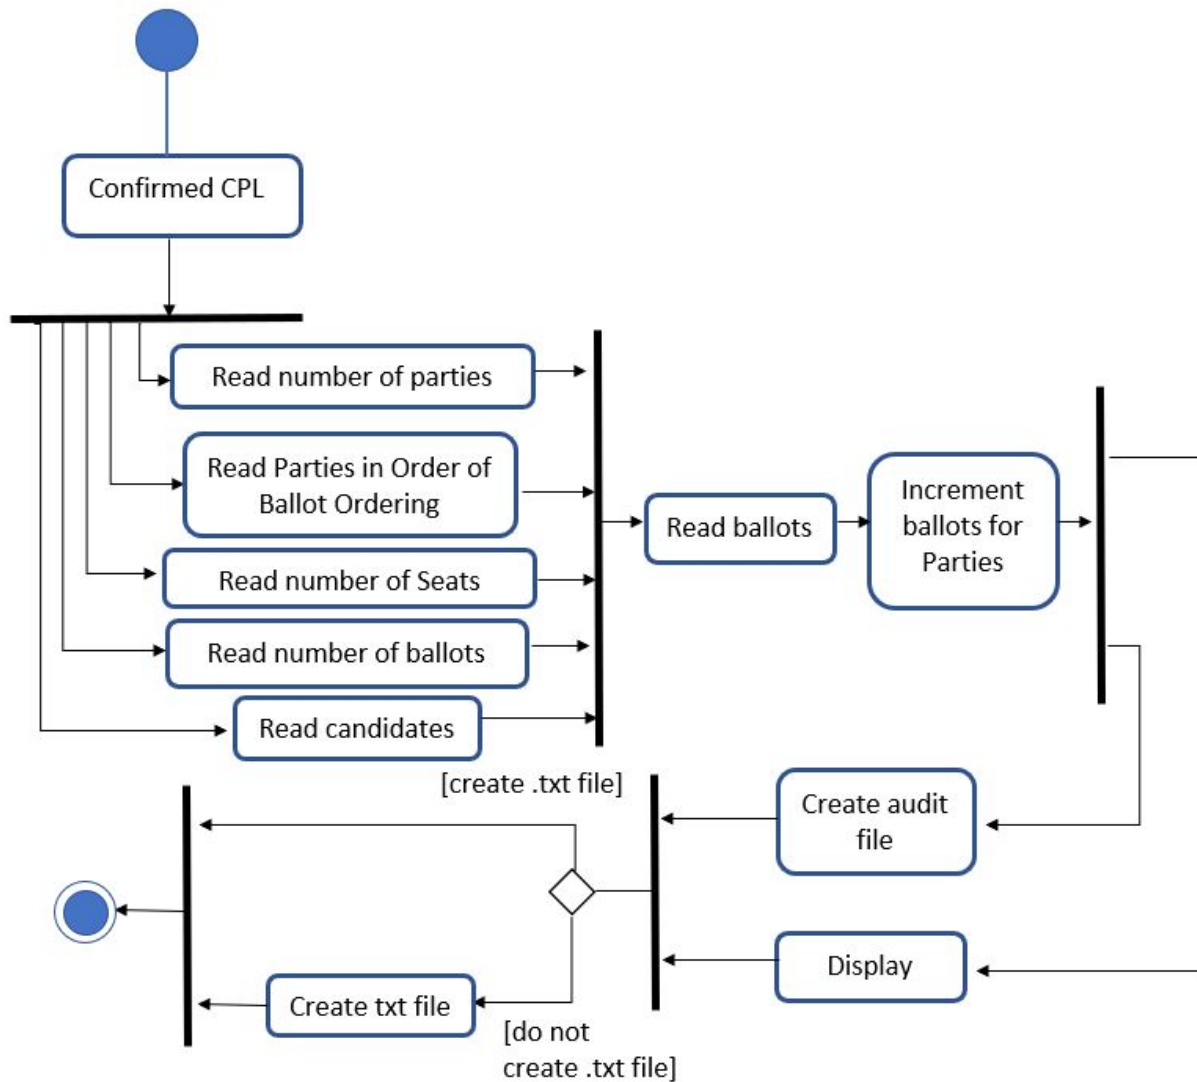 Confirmed CPL
Read number of parties
Read Parties in Order of
Ballot Ordering
Read number of Seats
Read number of ballots
Read candidates
Read ballots
Increment
ballots for
Parties
[create .txt file]
Create audit
file
Display
Create txt file
[do not
create .txt file]